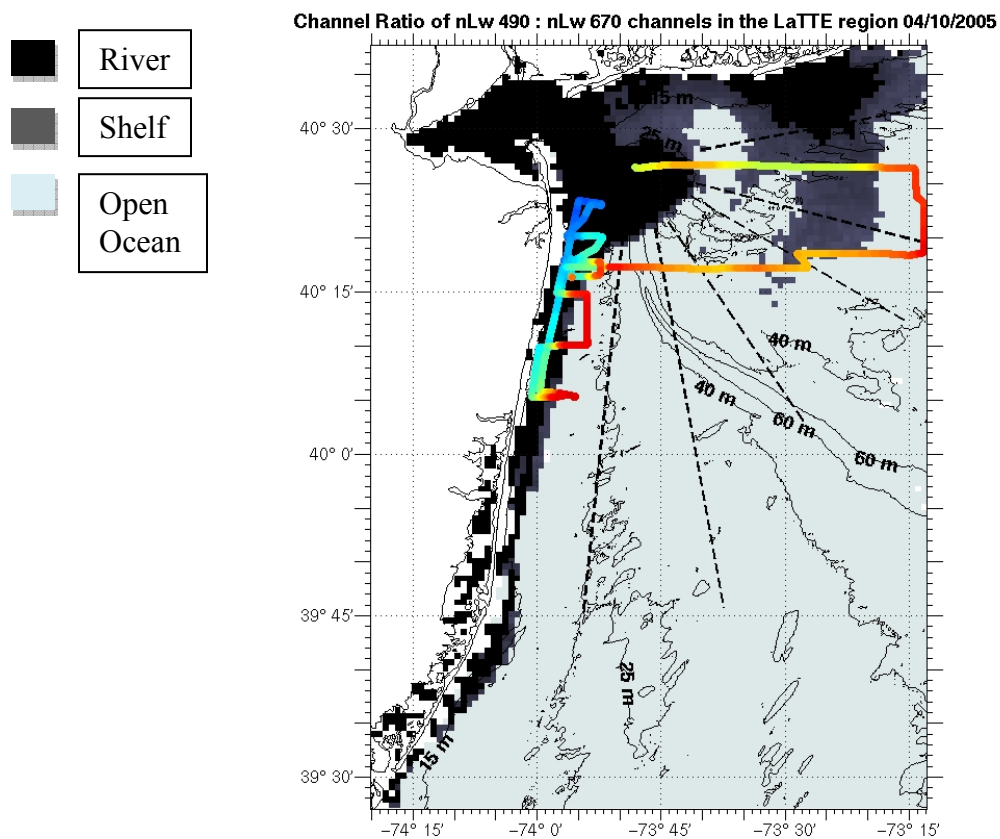 Channel Ratio of nLw 490 : nLw 670 channels in the LaTTE region 04/10/2005
River
Shelf
Open
Ocean
40° 30'
40° 15'
40° 0'
39° 45'
39° 30'
15 m
25 m
40 m
40 m
60 m
60 m
25 m
15 m
−74° 15'
−74° 0'
−73° 45'
−73° 30'
−73° 15'